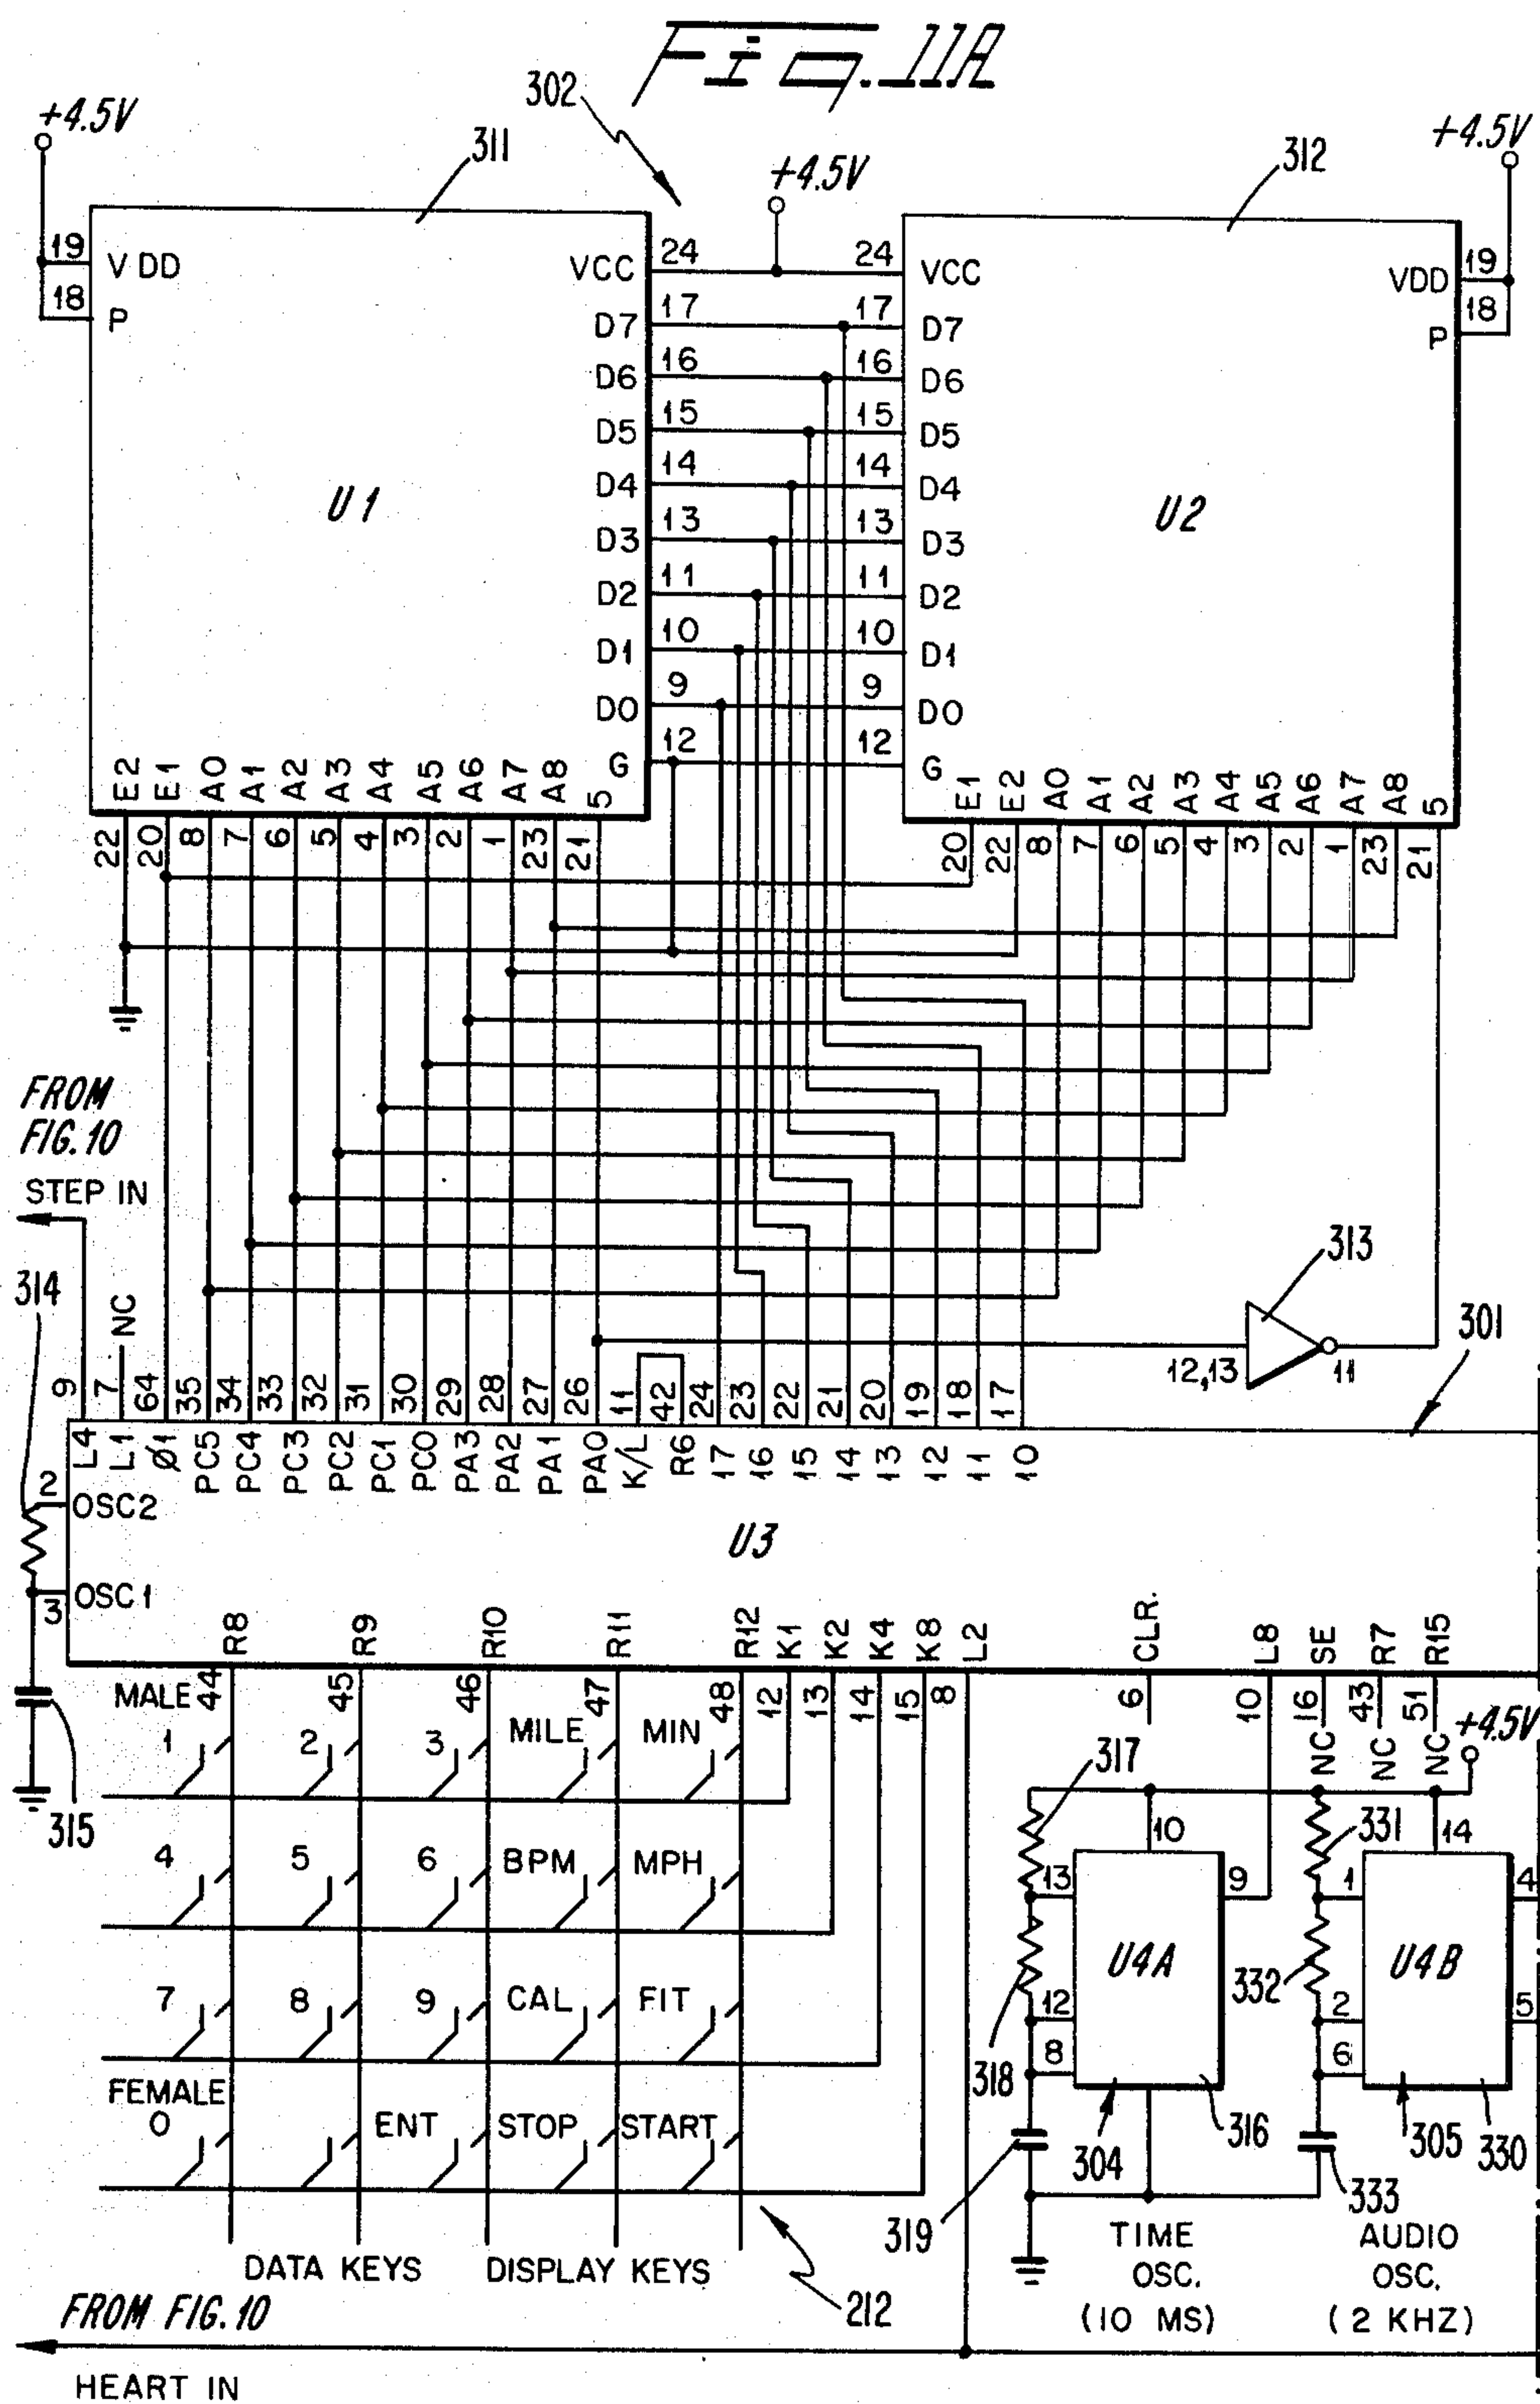 Fig. 11A
302
+4.5V
311
+4.5V
312
+4.5V
19
VDD
18
P
U1
VCC
24
24
VCC
D7
17
17
D7
D6
16
16
D6
D5
15
15
D5
D4
14
14
D4
D3
13
13
D3
D2
11
11
D2
D1
10
10
D1
D0
9
9
D0
G
12
12
G
U2
VDD
19
18
P
E2 E1 A0 A1 A2 A3 A4 A5 A6 A7 A8 5
22 20 8 7 6 5 4 3 2 1 23 21
E1 E2 A0 A1 A2 A3 A4 A5 A6 A7 A8 5
20 22 8 7 6 5 4 3 2 1 23 21
FROM
FIG. 10
STEP IN
314
NC
313
12,13
11
301
9 7 64 35 34 33 32 31 30 29 28 27 26 11 42 24 23 22 21 20 19 18 17
L4 L1 Ø1 PC5 PC4 PC3 PC2 PC1 PC0 PA3 PA2 PA1 PA0 K/L R6 17 16 15 14 13 12 11 10
2
OSC2
U3
OSC1
3
R8 R9 R10 R11 R12 K1 K2 K4 K8 L2 CLR. L8 SE R7 R15
44 45 46 47 48 12 13 14 15 8 6 10 16 43 51
NC NC NC
+4.5V
315
MALE
1 2 3 MILE MIN
4 5 6 BPM MPH
7 8 9 CAL FIT
FEMALE
0 ENT STOP START
DATA KEYS DISPLAY KEYS
212
317
10
13
9
U4A
12
8
318
319
304
316
331
14
1
4
332
U4B
2
5
6
333
305
330
TIME
OSC.
(10 MS)
AUDIO
OSC.
(2 KHZ)
FROM FIG. 10
HEART IN